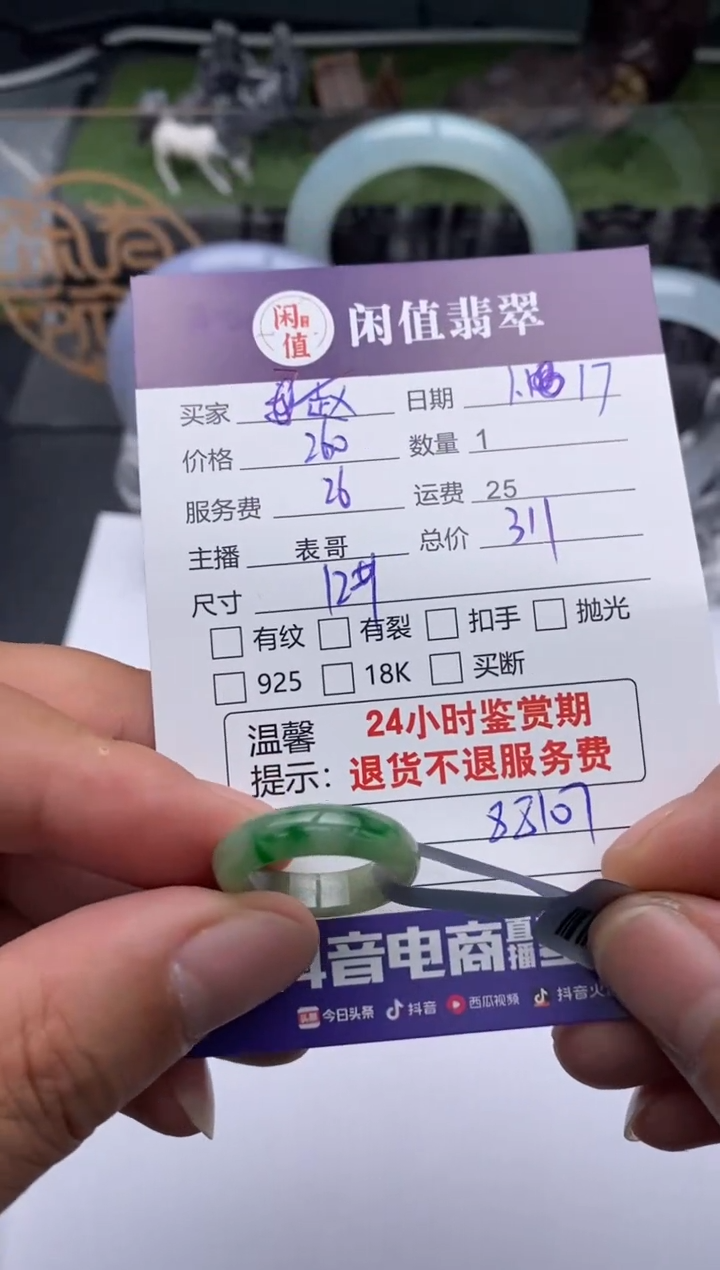 闲值 闲值翡翠
买家 赵 日期 1. 17
价格 260 数量 1
服务费 26 运费 25
主播 表哥 总价 311
尺寸 12#
有纹 有裂 扣手 抛光
925 18K 买断
温馨 24小时鉴赏期
提示: 退货不退服务费
88107
抖音电商直播
头条 今日头条 抖音 西瓜视频 抖音火